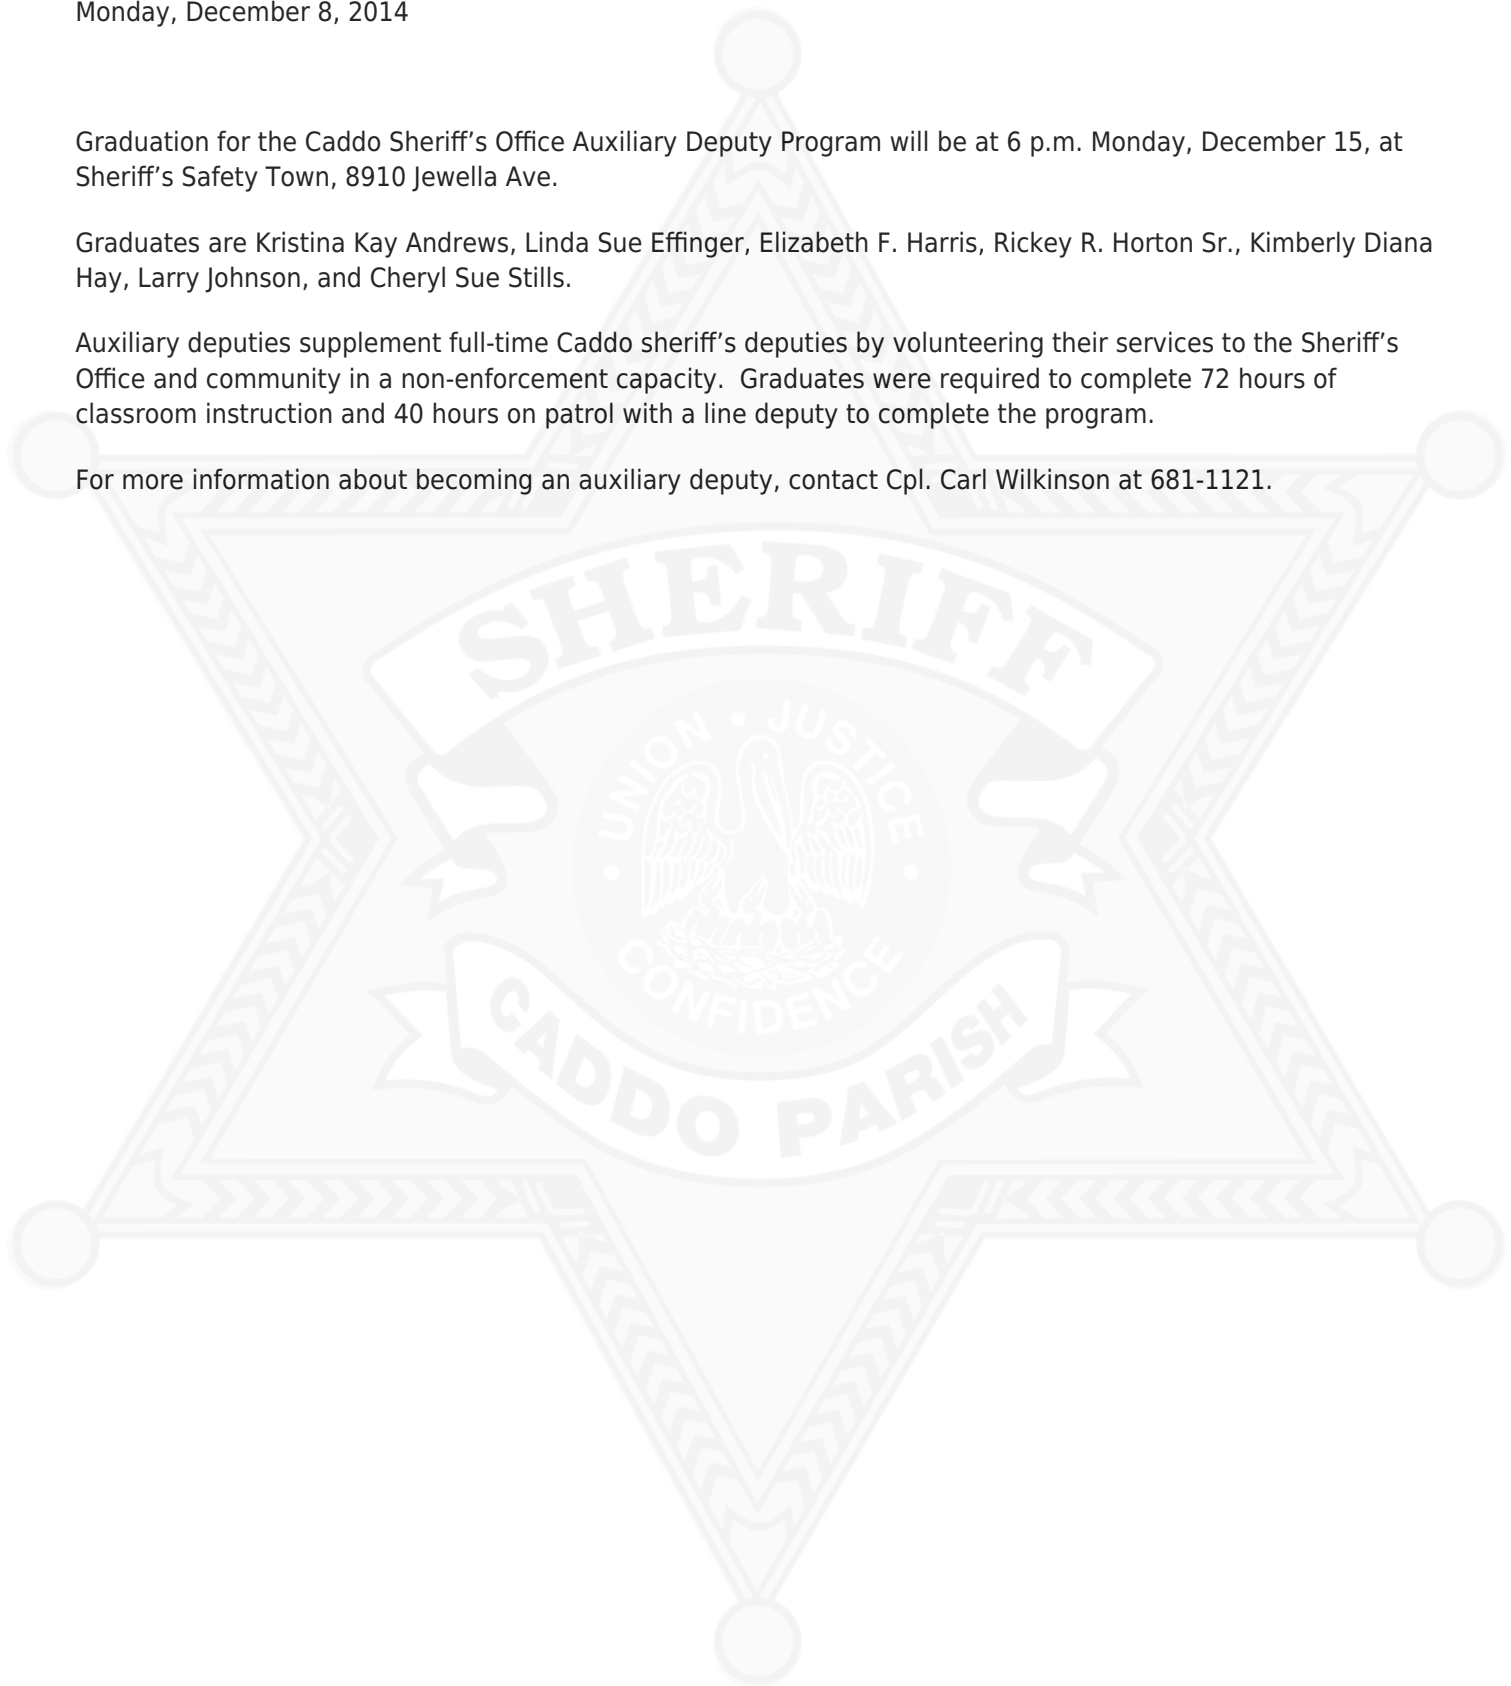 Monday, December 8, 2014
Graduation for the Caddo Sheriff’s Office Auxiliary Deputy Program will be at 6 p.m. Monday, December 15, at
Sheriff’s Safety Town, 8910 Jewella Ave.
Graduates are Kristina Kay Andrews, Linda Sue Effinger, Elizabeth F. Harris, Rickey R. Horton Sr., Kimberly Diana
Hay, Larry Johnson, and Cheryl Sue Stills.
Auxiliary deputies supplement full-time Caddo sheriff’s deputies by volunteering their services to the Sheriff’s
Office and community in a non-enforcement capacity.  Graduates were required to complete 72 hours of
classroom instruction and 40 hours on patrol with a line deputy to complete the program.
For more information about becoming an auxiliary deputy, contact Cpl. Carl Wilkinson at 681-1121.
SHERIFF
UNION • JUSTICE
• CONFIDENCE •
CADDO PARISH